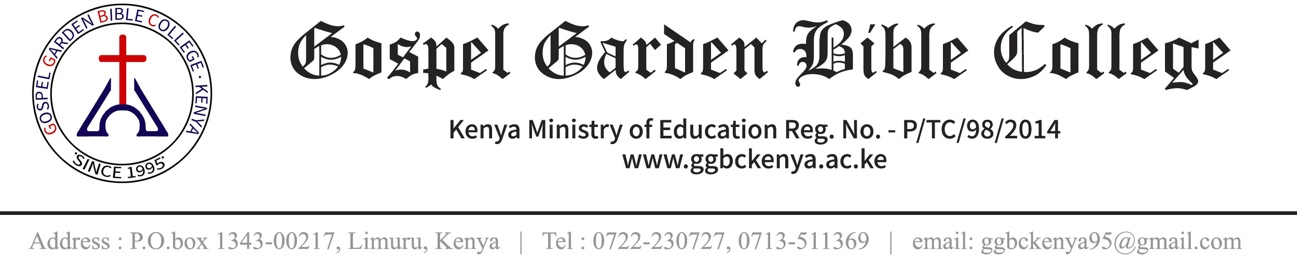 GOSPEL GARDEN BIBLE COLLEGE · KENYA
'SINCE 1995'
Gospel Garden Bible College
Kenya Ministry of Education Reg. No. - P/TC/98/2014
www.ggbckenya.ac.ke
Address : P.O.box 1343-00217, Limuru, Kenya | Tel : 0722-230727, 0713-511369 | email: ggbckenya95@gmail.com